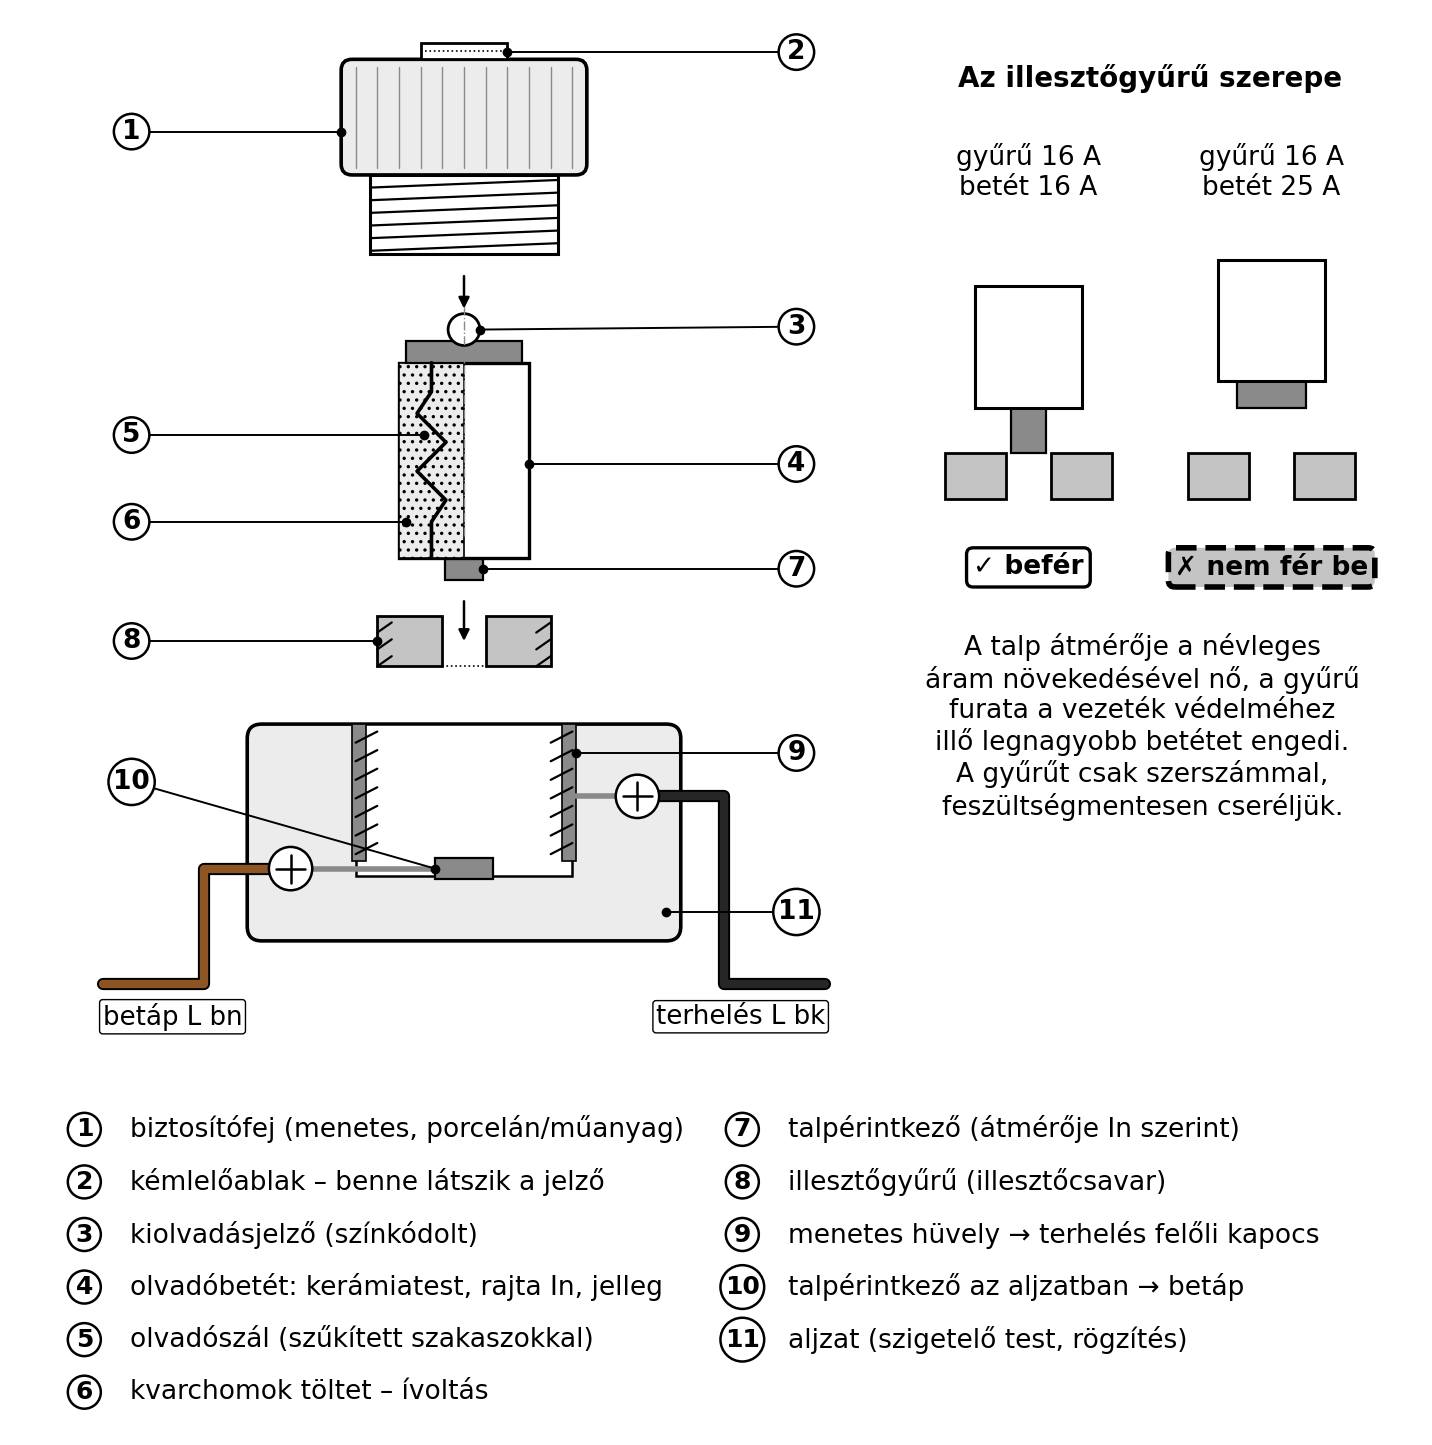 2
1
3
5
4
6
7
8
9
10
11
betáp L bn
terhelés L bk
Az illesztőgyűrű szerepe
gyűrű 16 A
betét 16 A
gyűrű 16 A
betét 25 A
✓ befér
✗ nem fér be
A talp átmérője a névleges
áram növekedésével nő, a gyűrű
furata a vezeték védelméhez
illő legnagyobb betétet engedi.
A gyűrűt csak szerszámmal,
feszültségmentesen cseréljük.
1 biztosítófej (menetes, porcelán/műanyag)
2 kémlelőablak – benne látszik a jelző
3 kiolvadásjelző (színkódolt)
4 olvadóbetét: kerámiatest, rajta In, jelleg
5 olvadószál (szűkített szakaszokkal)
6 kvarchomok töltet – ívoltás
7 talpérintkező (átmérője In szerint)
8 illesztőgyűrű (illesztőcsavar)
9 menetes hüvely → terhelés felőli kapocs
10 talpérintkező az aljzatban → betáp
11 aljzat (szigetelő test, rögzítés)